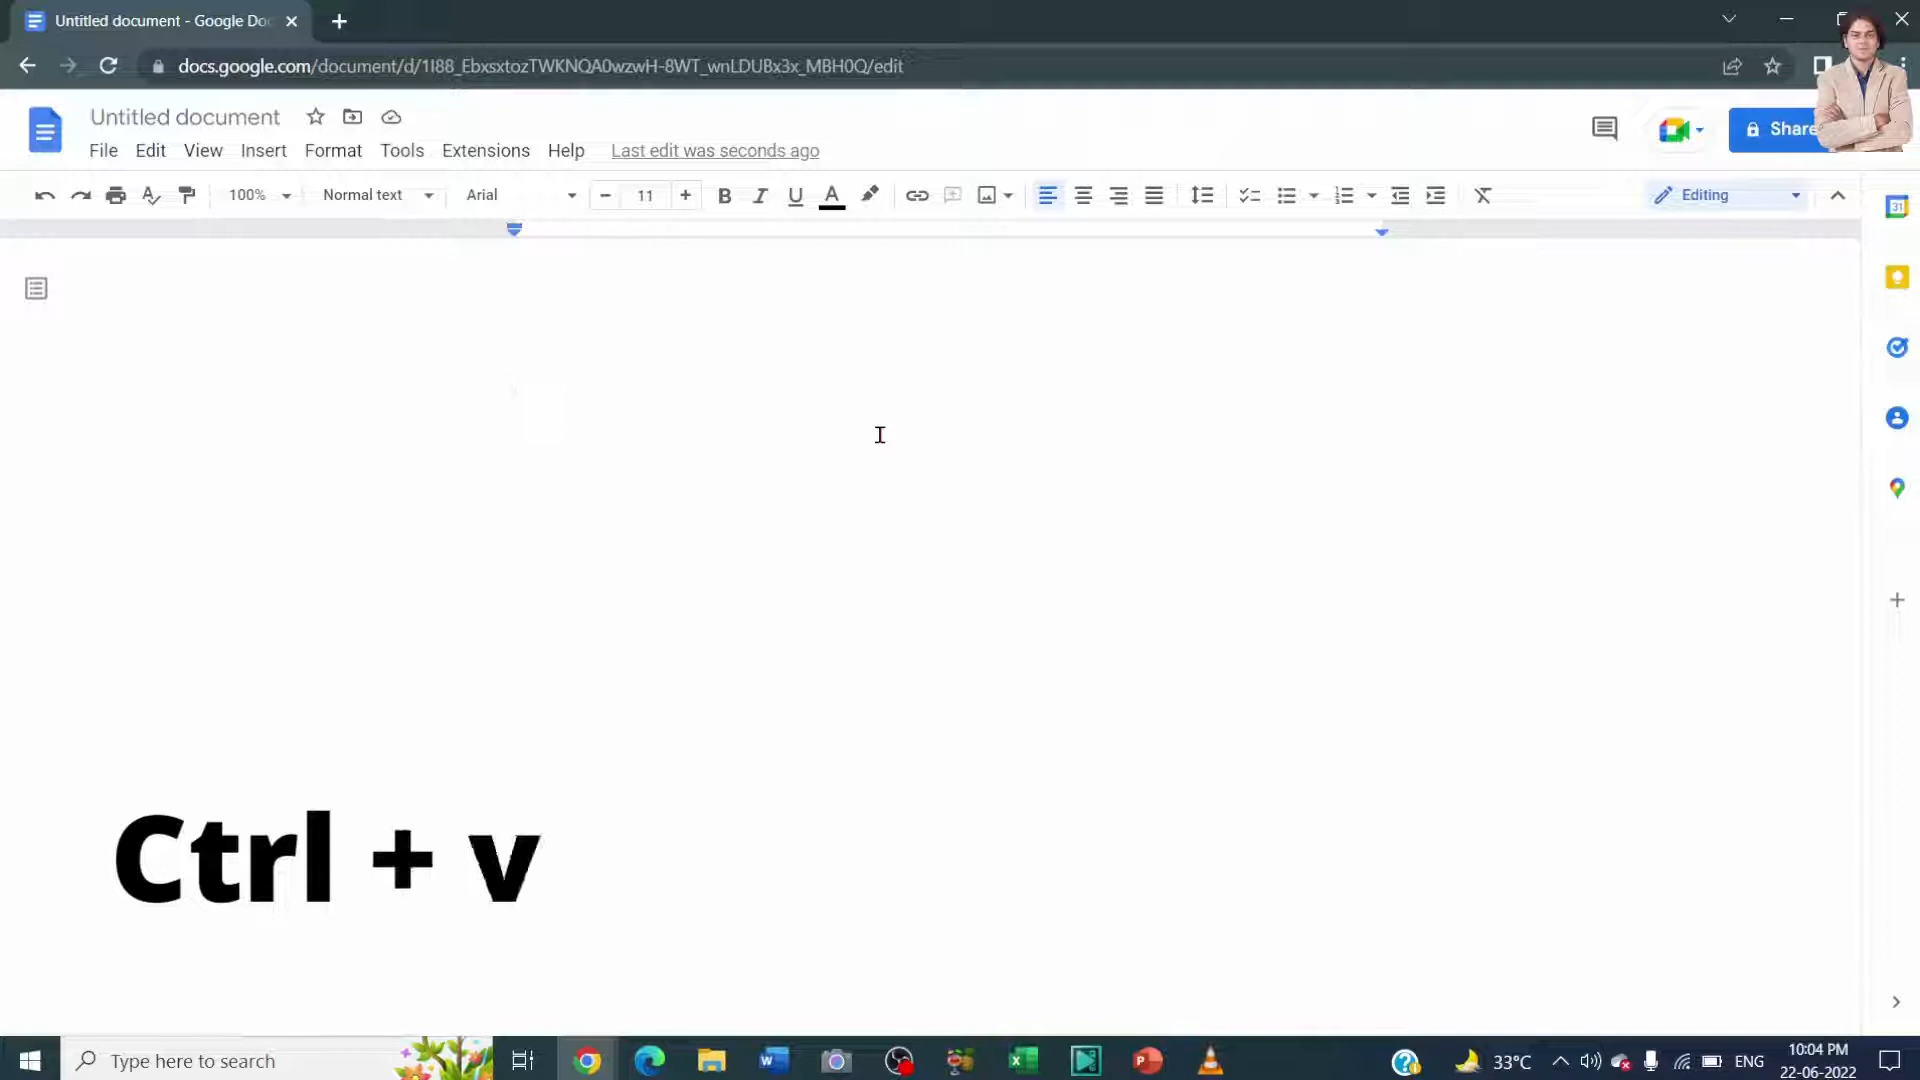 Untitled document - Google Doc
docs.google.com/document/d/1I88_EbxsxtozTWKNQA0wzwH-8WT_wnLDUBx3x_MBH0Q/edit
Untitled document
File Edit View Insert Format Tools Extensions Help Last edit was seconds ago
Share
100% Normal text Arial 11 B I U A Editing
31
Ctrl + v
Type here to search
33°C ENG
10:04 PM
22-06-2022